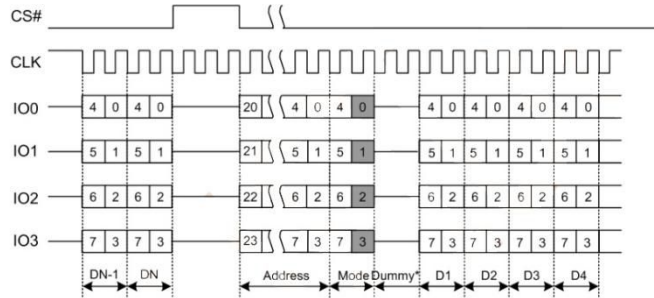 CS#
CLK
IO0 4 0 4 0 20 4 0 4 0 4 0 4 0 4 0 4 0
IO1 5 1 5 1 21 5 1 5 1 5 1 5 1 5 1 5 1
IO2 6 2 6 2 22 6 2 6 2 6 2 6 2 6 2 6 2
IO3 7 3 7 3 23 7 3 7 3 7 3 7 3 7 3 7 3
DN-1 DN Address Mode Dummy* D1 D2 D3 D4